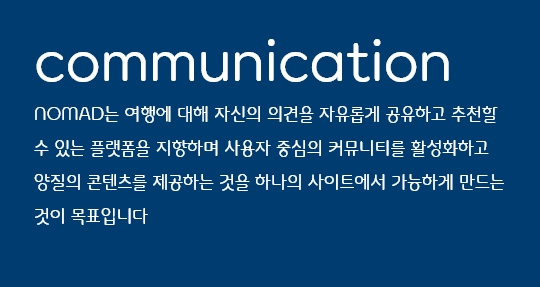 communication
NOMAD는 여행에 대해 자신의 의견을 자유롭게 공유하고 추천할
수 있는 플랫폼을 지향하며 사용자 중심의 커뮤니티를 활성화하고
양질의 콘텐츠를 제공하는 것을 하나의 사이트에서 가능하게 만드는
것이 목표입니다